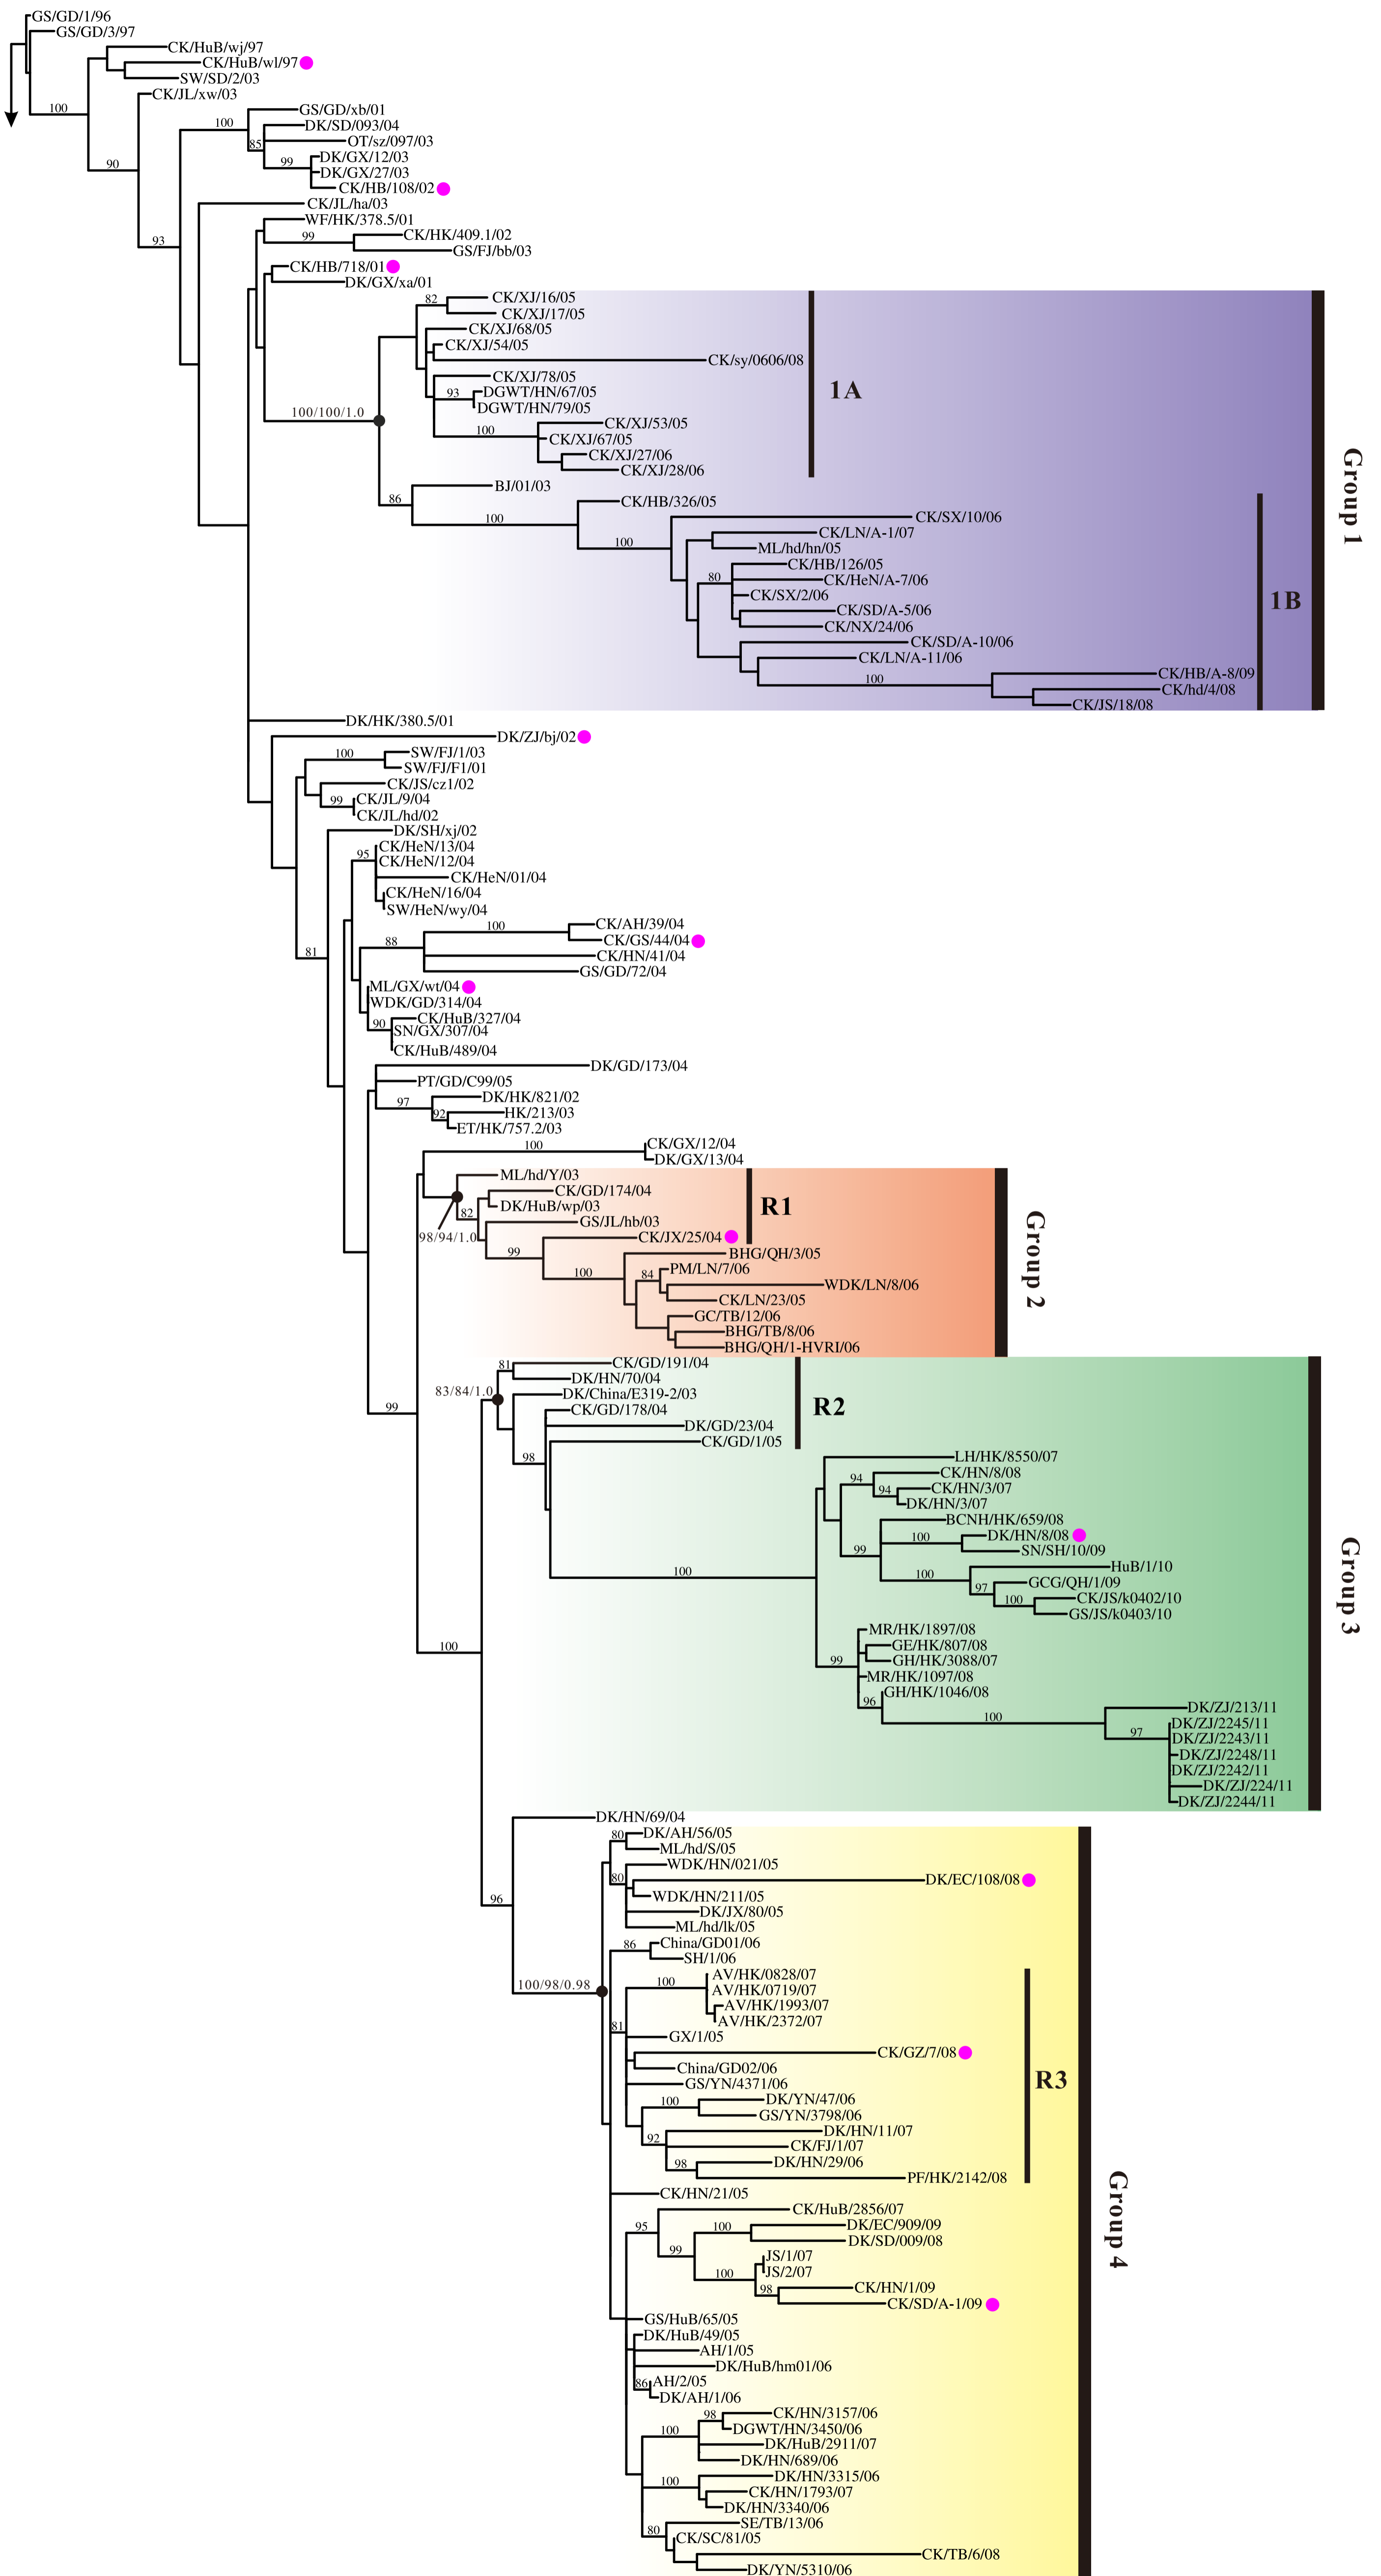 GS/GD/1/96
GS/GD/3/97
CK/HuB/wj/97
CK/HuB/wl/97
SW/SD/2/03
CK/JL/xw/03
100
GS/GD/xb/01
100
DK/SD/093/04
OT/sz/097/03
85
DK/GX/12/03
99
90
DK/GX/27/03
CK/HB/108/02
CK/JL/ha/03
WF/HK/378.5/01
CK/HK/409.1/02
99
93
GS/FJ/bb/03
CK/HB/718/01
DK/GX/xa/01
CK/XJ/16/05
82
CK/XJ/17/05
CK/XJ/68/05
CK/XJ/54/05
CK/sy/0606/08
CK/XJ/78/05
1A
93
DGWT/HN/67/05
DGWT/HN/79/05
100/100/1.0
CK/XJ/53/05
100
CK/XJ/67/05
CK/XJ/27/06
CK/XJ/28/06
Group 1
BJ/01/03
86
CK/HB/326/05
100
CK/SX/10/06
CK/LN/A-1/07
100
ML/hd/hn/05
CK/HB/126/05
80
CK/HeN/A-7/06
CK/SX/2/06
1B
CK/SD/A-5/06
CK/NX/24/06
CK/SD/A-10/06
CK/LN/A-11/06
CK/HB/A-8/09
100
CK/hd/4/08
CK/JS/18/08
DK/HK/380.5/01
DK/ZJ/bj/02
SW/FJ/1/03
100
SW/FJ/F1/01
CK/JS/cz1/02
CK/JL/9/04
99
CK/JL/hd/02
DK/SH/xj/02
CK/HeN/13/04
95
CK/HeN/12/04
CK/HeN/01/04
CK/HeN/16/04
SW/HeN/wy/04
CK/AH/39/04
100
CK/GS/44/04
88
CK/HN/41/04
81
GS/GD/72/04
ML/GX/wt/04
WDK/GD/314/04
CK/HuB/327/04
90
SN/GX/307/04
CK/HuB/489/04
DK/GD/173/04
PT/GD/C99/05
DK/HK/821/02
97
HK/213/03
92
ET/HK/757.2/03
CK/GX/12/04
100
DK/GX/13/04
ML/hd/Y/03
CK/GD/174/04
DK/HuB/wp/03
R1
82
GS/JL/hb/03
98/94/1.0
CK/JX/25/04
99
BHG/QH/3/05
Group 2
100
PM/LN/7/06
84
WDK/LN/8/06
CK/LN/23/05
GC/TB/12/06
BHG/TB/8/06
BHG/QH/1-HVRI/06
CK/GD/191/04
81
DK/HN/70/04
83/84/1.0
DK/China/E319-2/03
CK/GD/178/04
R2
99
DK/GD/23/04
CK/GD/1/05
98
LH/HK/8550/07
CK/HN/8/08
94
CK/HN/3/07
94
DK/HN/3/07
BCNH/HK/659/08
DK/HN/8/08
100
SN/SH/10/09
99
HuB/1/10
100
100
GCG/QH/1/09
97
CK/JS/k0402/10
100
GS/JS/k0403/10
Group 3
MR/HK/1897/08
GE/HK/807/08
100
GH/HK/3088/07
99
MR/HK/1097/08
GH/HK/1046/08
96
DK/ZJ/213/11
100
DK/ZJ/2245/11
97
DK/ZJ/2243/11
DK/ZJ/2248/11
DK/ZJ/2242/11
DK/ZJ/224/11
DK/ZJ/2244/11
DK/HN/69/04
DK/AH/56/05
80
ML/hd/S/05
WDK/HN/021/05
80
DK/EC/108/08
WDK/HN/211/05
96
DK/JX/80/05
ML/hd/lk/05
China/GD01/06
86
SH/1/06
AV/HK/0828/07
100
100/98/0.98
AV/HK/0719/07
AV/HK/1993/07
AV/HK/2372/07
81
GX/1/05
CK/GZ/7/08
China/GD02/06
R3
GS/YN/4371/06
DK/YN/47/06
100
GS/YN/3798/06
DK/HN/11/07
92
CK/FJ/1/07
DK/HN/29/06
98
PF/HK/2142/08
CK/HN/21/05
CK/HuB/2856/07
Group 4
DK/EC/909/09
95
100
DK/SD/009/08
99
JS/1/07
JS/2/07
100
CK/HN/1/09
98
CK/SD/A-1/09
GS/HuB/65/05
DK/HuB/49/05
AH/1/05
DK/HuB/hm01/06
AH/2/05
86
DK/AH/1/06
CK/HN/3157/06
98
DGWT/HN/3450/06
100
DK/HuB/2911/07
DK/HN/689/06
DK/HN/3315/06
100
CK/HN/1793/07
DK/HN/3340/06
SE/TB/13/06
80
CK/SC/81/05
CK/TB/6/08
DK/YN/5310/06